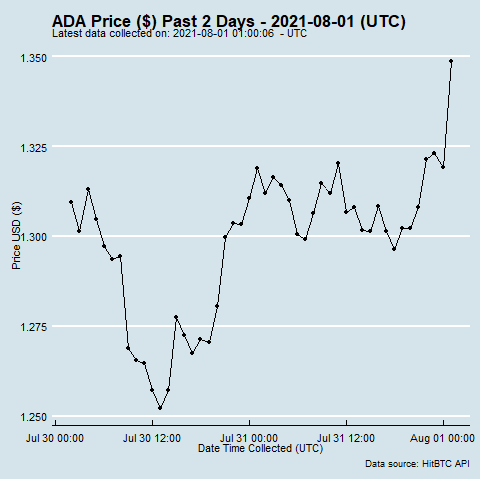 ADA Price ($) Past 2 Days - 2021-08-01 (UTC)
Latest data collected on: 2021-08-01 01:00:06 - UTC
1.350
1.325
1.300
1.275
1.250
Price USD ($)
Jul 30 00:00 Jul 30 12:00 Jul 31 00:00 Jul 31 12:00 Aug 01 00:00
Date Time Collected (UTC)
Data source: HitBTC API